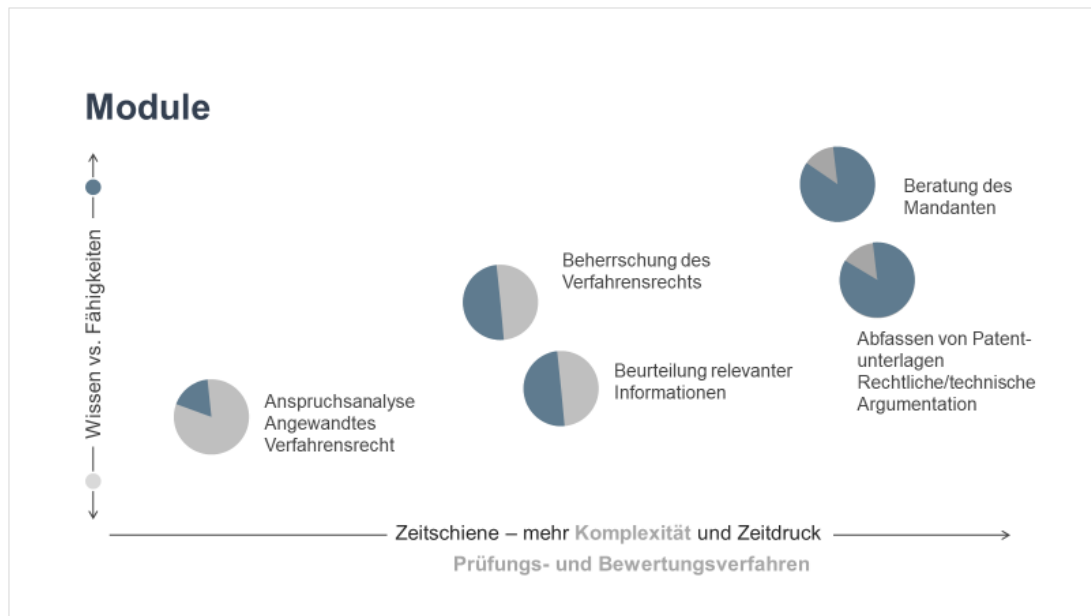 Module
Wissen vs. Fähigkeiten
Anspruchsanalyse
Angewandtes
Verfahrensrecht
Beherrschung des
Verfahrensrechts
Beurteilung relevanter
Informationen
Beratung des
Mandanten
Abfassen von Patent-
unterlagen
Rechtliche/technische
Argumentation
Zeitschiene – mehr Komplexität und Zeitdruck
Prüfungs- und Bewertungsverfahren